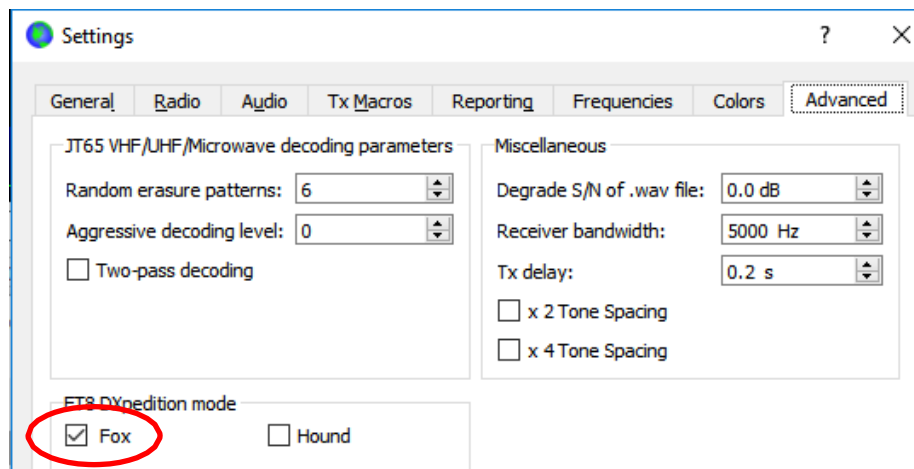 Settings
?
General Radio Audio Tx Macros Reporting Frequencies Colors Advanced
JT65 VHF/UHF/Microwave decoding parameters
Random erasure patterns: 6
Aggressive decoding level: 0
Two-pass decoding
Miscellaneous
Degrade S/N of .wav file: 0.0 dB
Receiver bandwidth: 5000 Hz
Tx delay: 0.2 s
x 2 Tone Spacing
x 4 Tone Spacing
FT8 DXpedition mode
Fox Hound